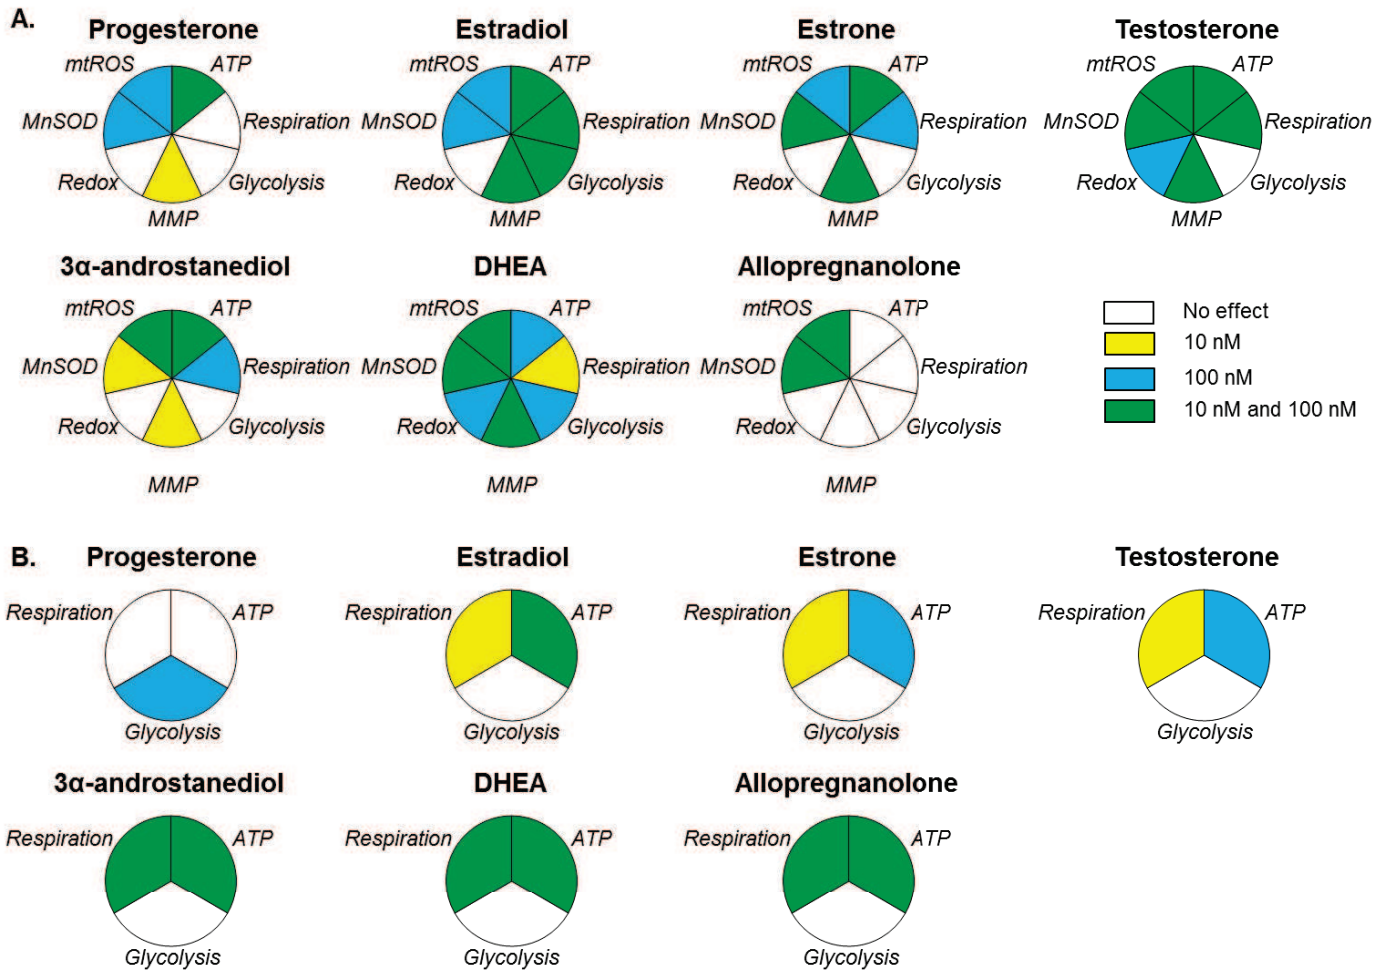 A.
Progesterone
Estradiol
Estrone
Testosterone
mtROS
ATP
MnSOD
Respiration
Redox
Glycolysis
MMP
mtROS
ATP
MnSOD
Respiration
Redox
Glycolysis
MMP
mtROS
ATP
MnSOD
Respiration
Redox
Glycolysis
MMP
mtROS
ATP
MnSOD
Respiration
Redox
Glycolysis
MMP
3α-androstanediol
DHEA
Allopregnanolone
mtROS
ATP
MnSOD
Respiration
Redox
Glycolysis
MMP
mtROS
ATP
MnSOD
Respiration
Redox
Glycolysis
MMP
mtROS
ATP
MnSOD
Respiration
Redox
Glycolysis
MMP
No effect
10 nM
100 nM
10 nM and 100 nM
B.
Progesterone
Estradiol
Estrone
Testosterone
Respiration
ATP
Glycolysis
Respiration
ATP
Glycolysis
Respiration
ATP
Glycolysis
Respiration
ATP
Glycolysis
3α-androstanediol
DHEA
Allopregnanolone
Respiration
ATP
Glycolysis
Respiration
ATP
Glycolysis
Respiration
ATP
Glycolysis